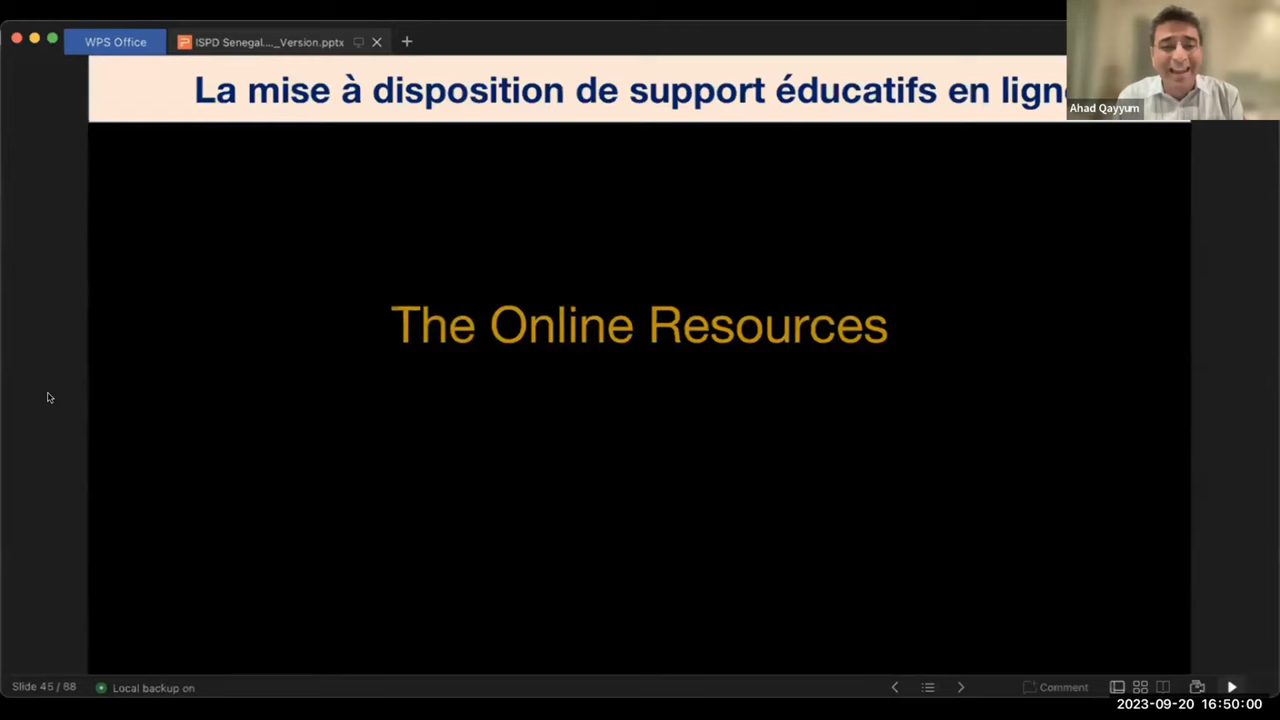 WPS Office
ISPD Senegal...._Version.pptx
La mise à disposition de support éducatifs en ligne
Ahad Qayyum
The Online Resources
Slide 45 / 88
Local backup on
Comment
2023-09-20 16:50:00